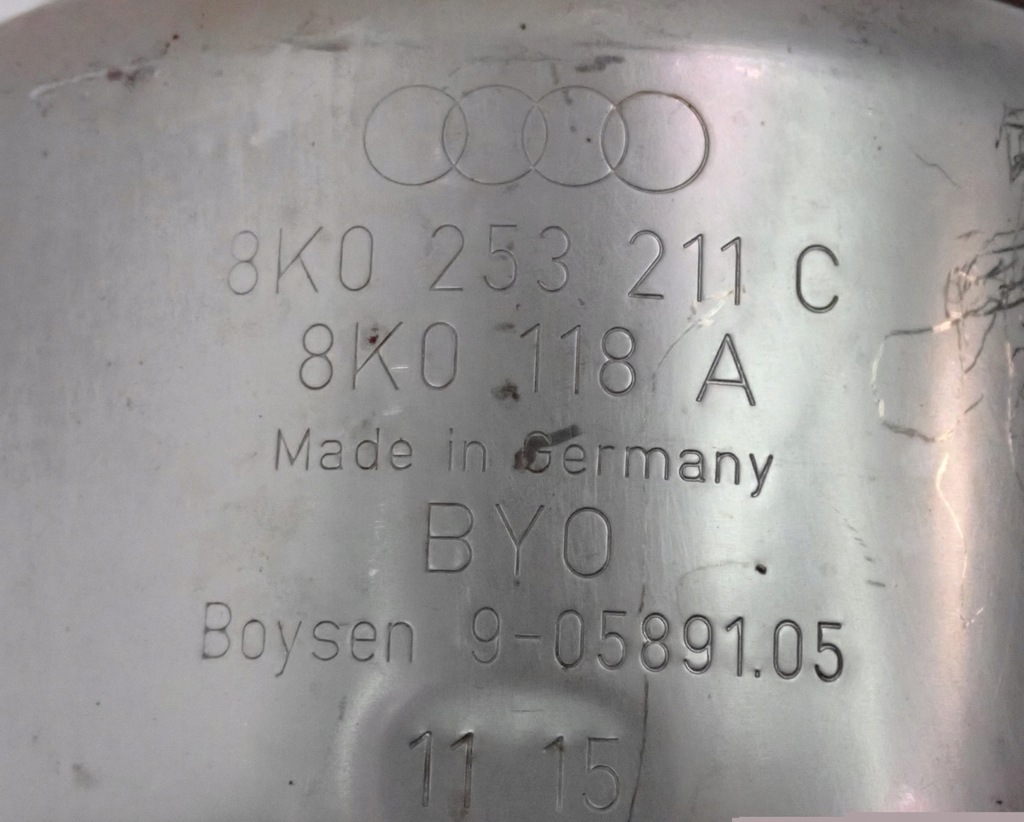 8K0 253 211 C
8K0 118 A
Made in Germany
BYO
Boysen 9-05891.05
11 15